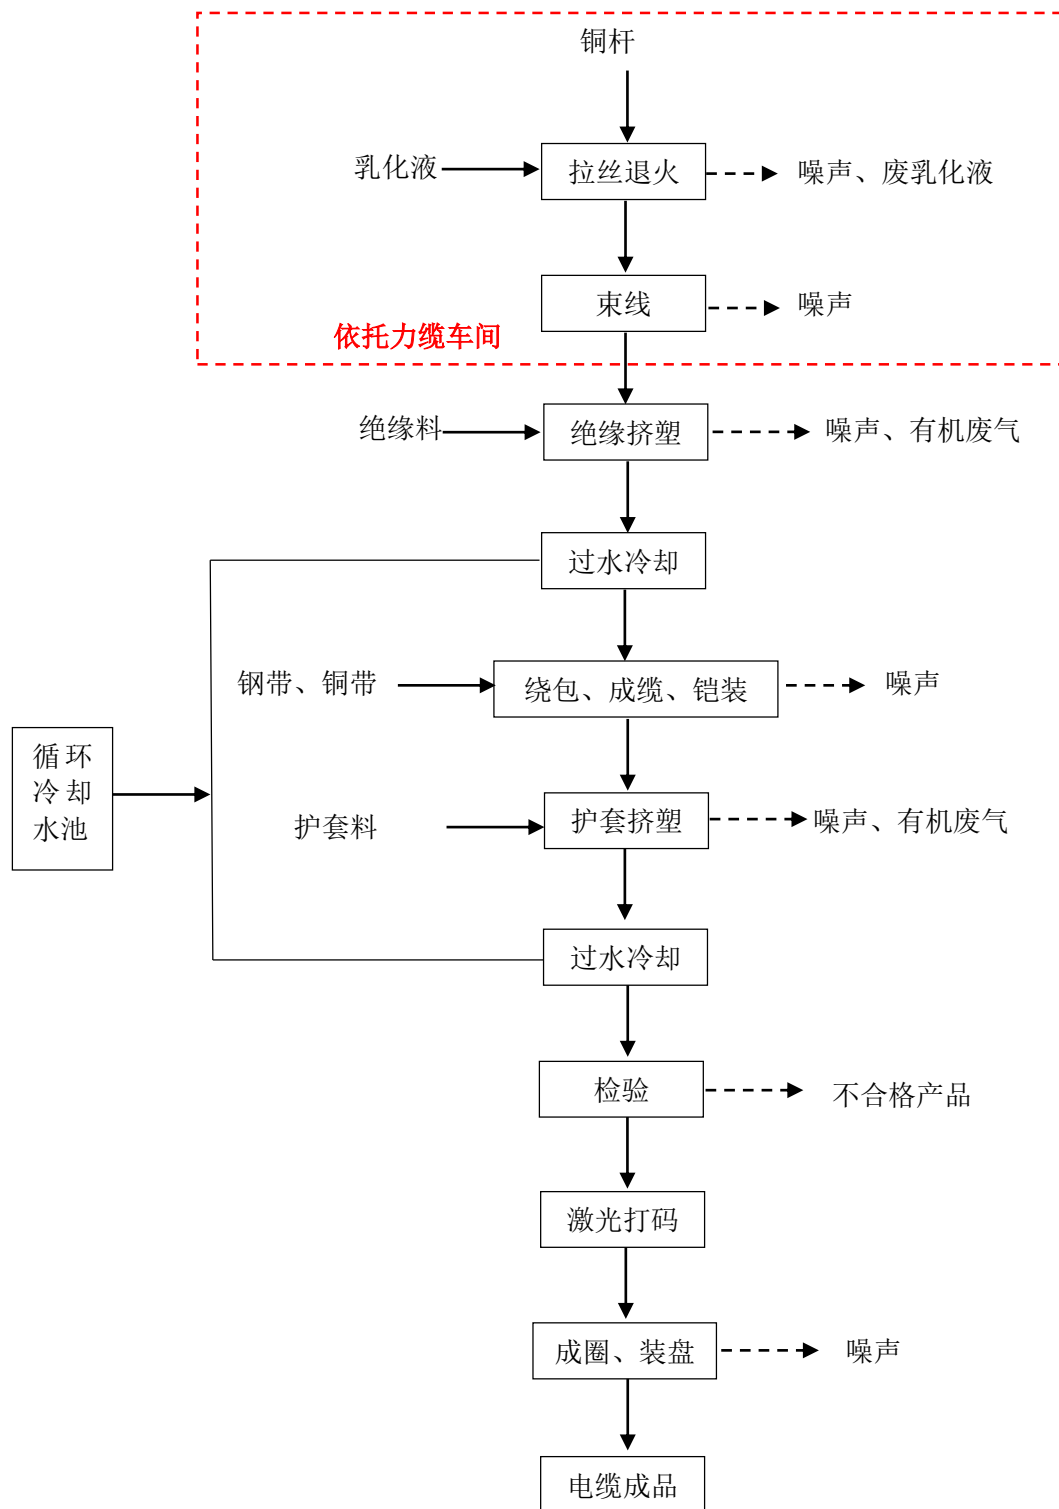 铜杆
乳化液
拉丝退火
噪声、废乳化液
束线
噪声
依托力缆车间
绝缘料
绝缘挤塑
噪声、有机废气
过水冷却
钢带、铜带
绕包、成缆、铠装
噪声
循环
冷却
水池
护套料
护套挤塑
噪声、有机废气
过水冷却
检验
不合格产品
激光打码
成圈、装盘
噪声
电缆成品